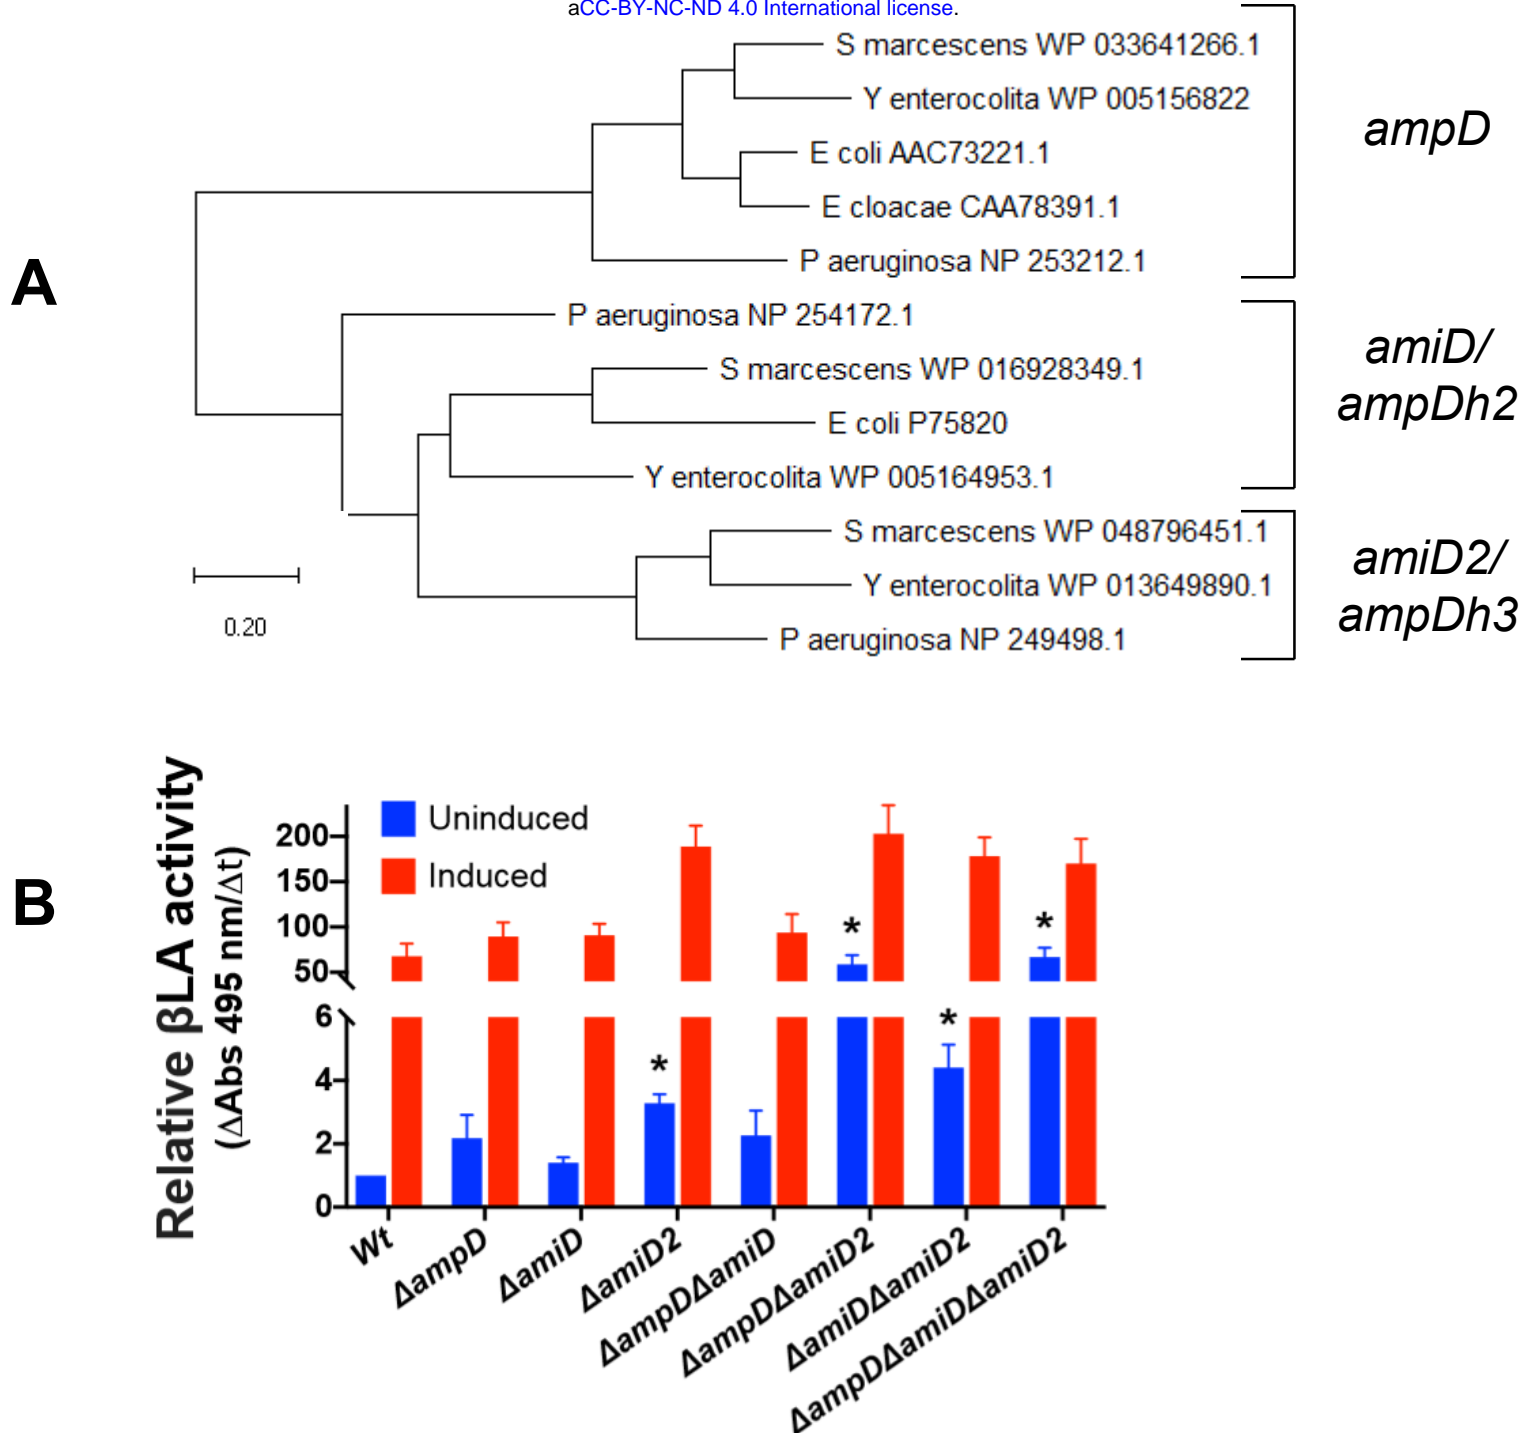 aCC-BY-NC-ND 4.0 International license.
A
S marcescens WP 033641266.1
Y enterocolita WP 005156822
E coli AAC73221.1
E cloacae CAA78391.1
P aeruginosa NP 253212.1
ampD
P aeruginosa NP 254172.1
S marcescens WP 016928349.1
E coli P75820
Y enterocolita WP 005164953.1
amiD/
ampDh2
S marcescens WP 048796451.1
Y enterocolita WP 013649890.1
P aeruginosa NP 249498.1
amiD2/
ampDh3
0.20
B
Relative βLA activity
(ΔAbs 495 nm/Δt)
Uninduced
Induced
200
150
100
50
6
4
2
0
*
*
*
*
Wt
ΔampD
ΔamiD
ΔamiD2
ΔampDΔamiD
ΔampDΔamiD2
ΔamiDΔamiD2
ΔampDΔamiDΔamiD2